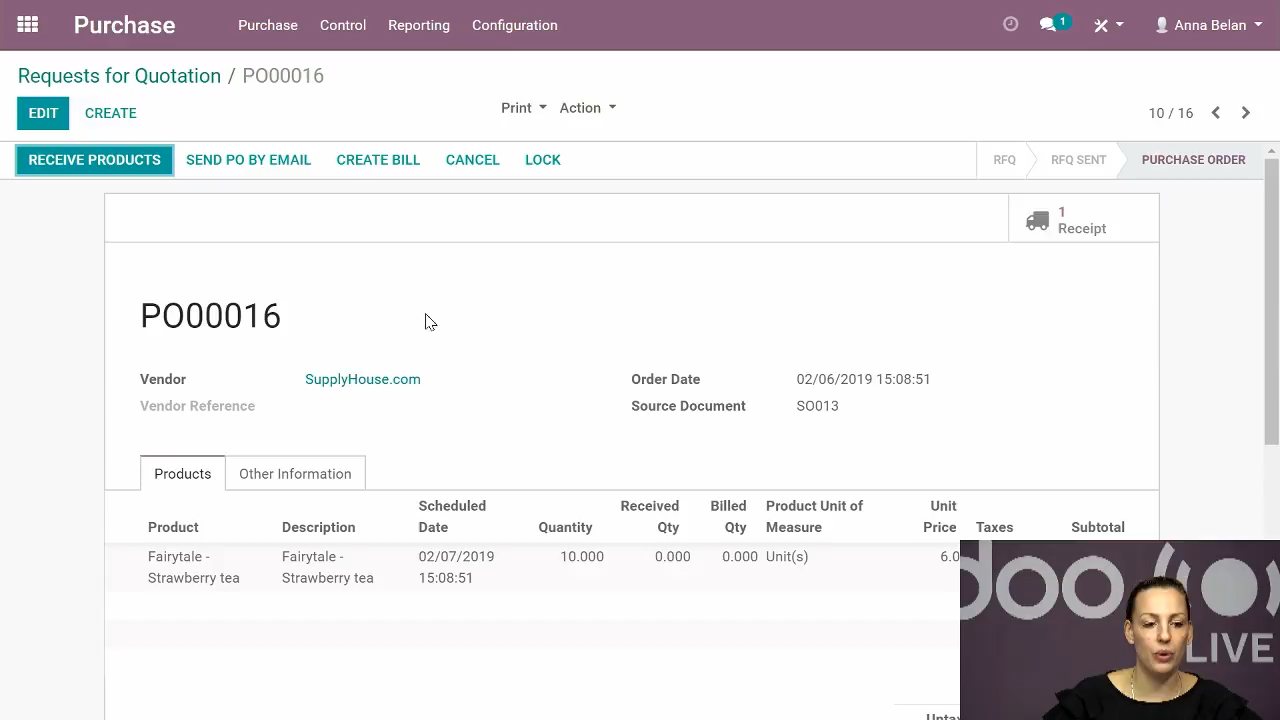 Purchase Purchase Control Reporting Configuration 1 Anna Belan
Requests for Quotation / PO00016
EDIT CREATE Print Action 10 / 16
RECEIVE PRODUCTS SEND PO BY EMAIL CREATE BILL CANCEL LOCK RFQ RFQ SENT PURCHASE ORDER
1
Receipt
PO00016
Vendor SupplyHouse.com Order Date 02/06/2019 15:08:51
Vendor Reference Source Document SO013
Products Other Information
Scheduled Received Billed Product Unit of Unit
Product Description Date Quantity Qty Qty Measure Price Taxes Subtotal
Fairytale - Fairytale - 02/07/2019 10.000 0.000 0.000 Unit(s) 6.0
Strawberry tea Strawberry tea 15:08:51
doo
LIVE